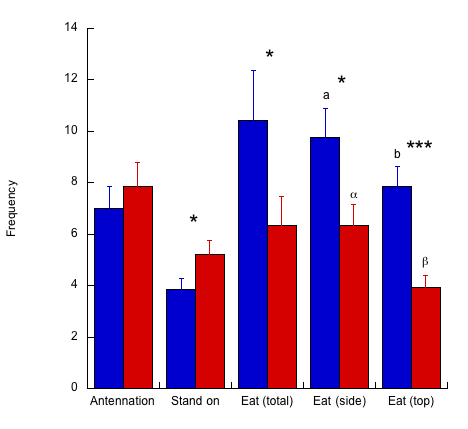 14
12
10
8
6
4
2
0
Frequency
*
*
a
*
α
b
***
β
Antennation Stand on Eat (total) Eat (side) Eat (top)